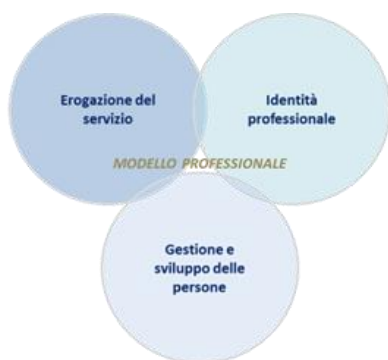 Erogazione del
servizio
Identità
professionale
MODELLO PROFESSIONALE
Gestione e
sviluppo delle
persone